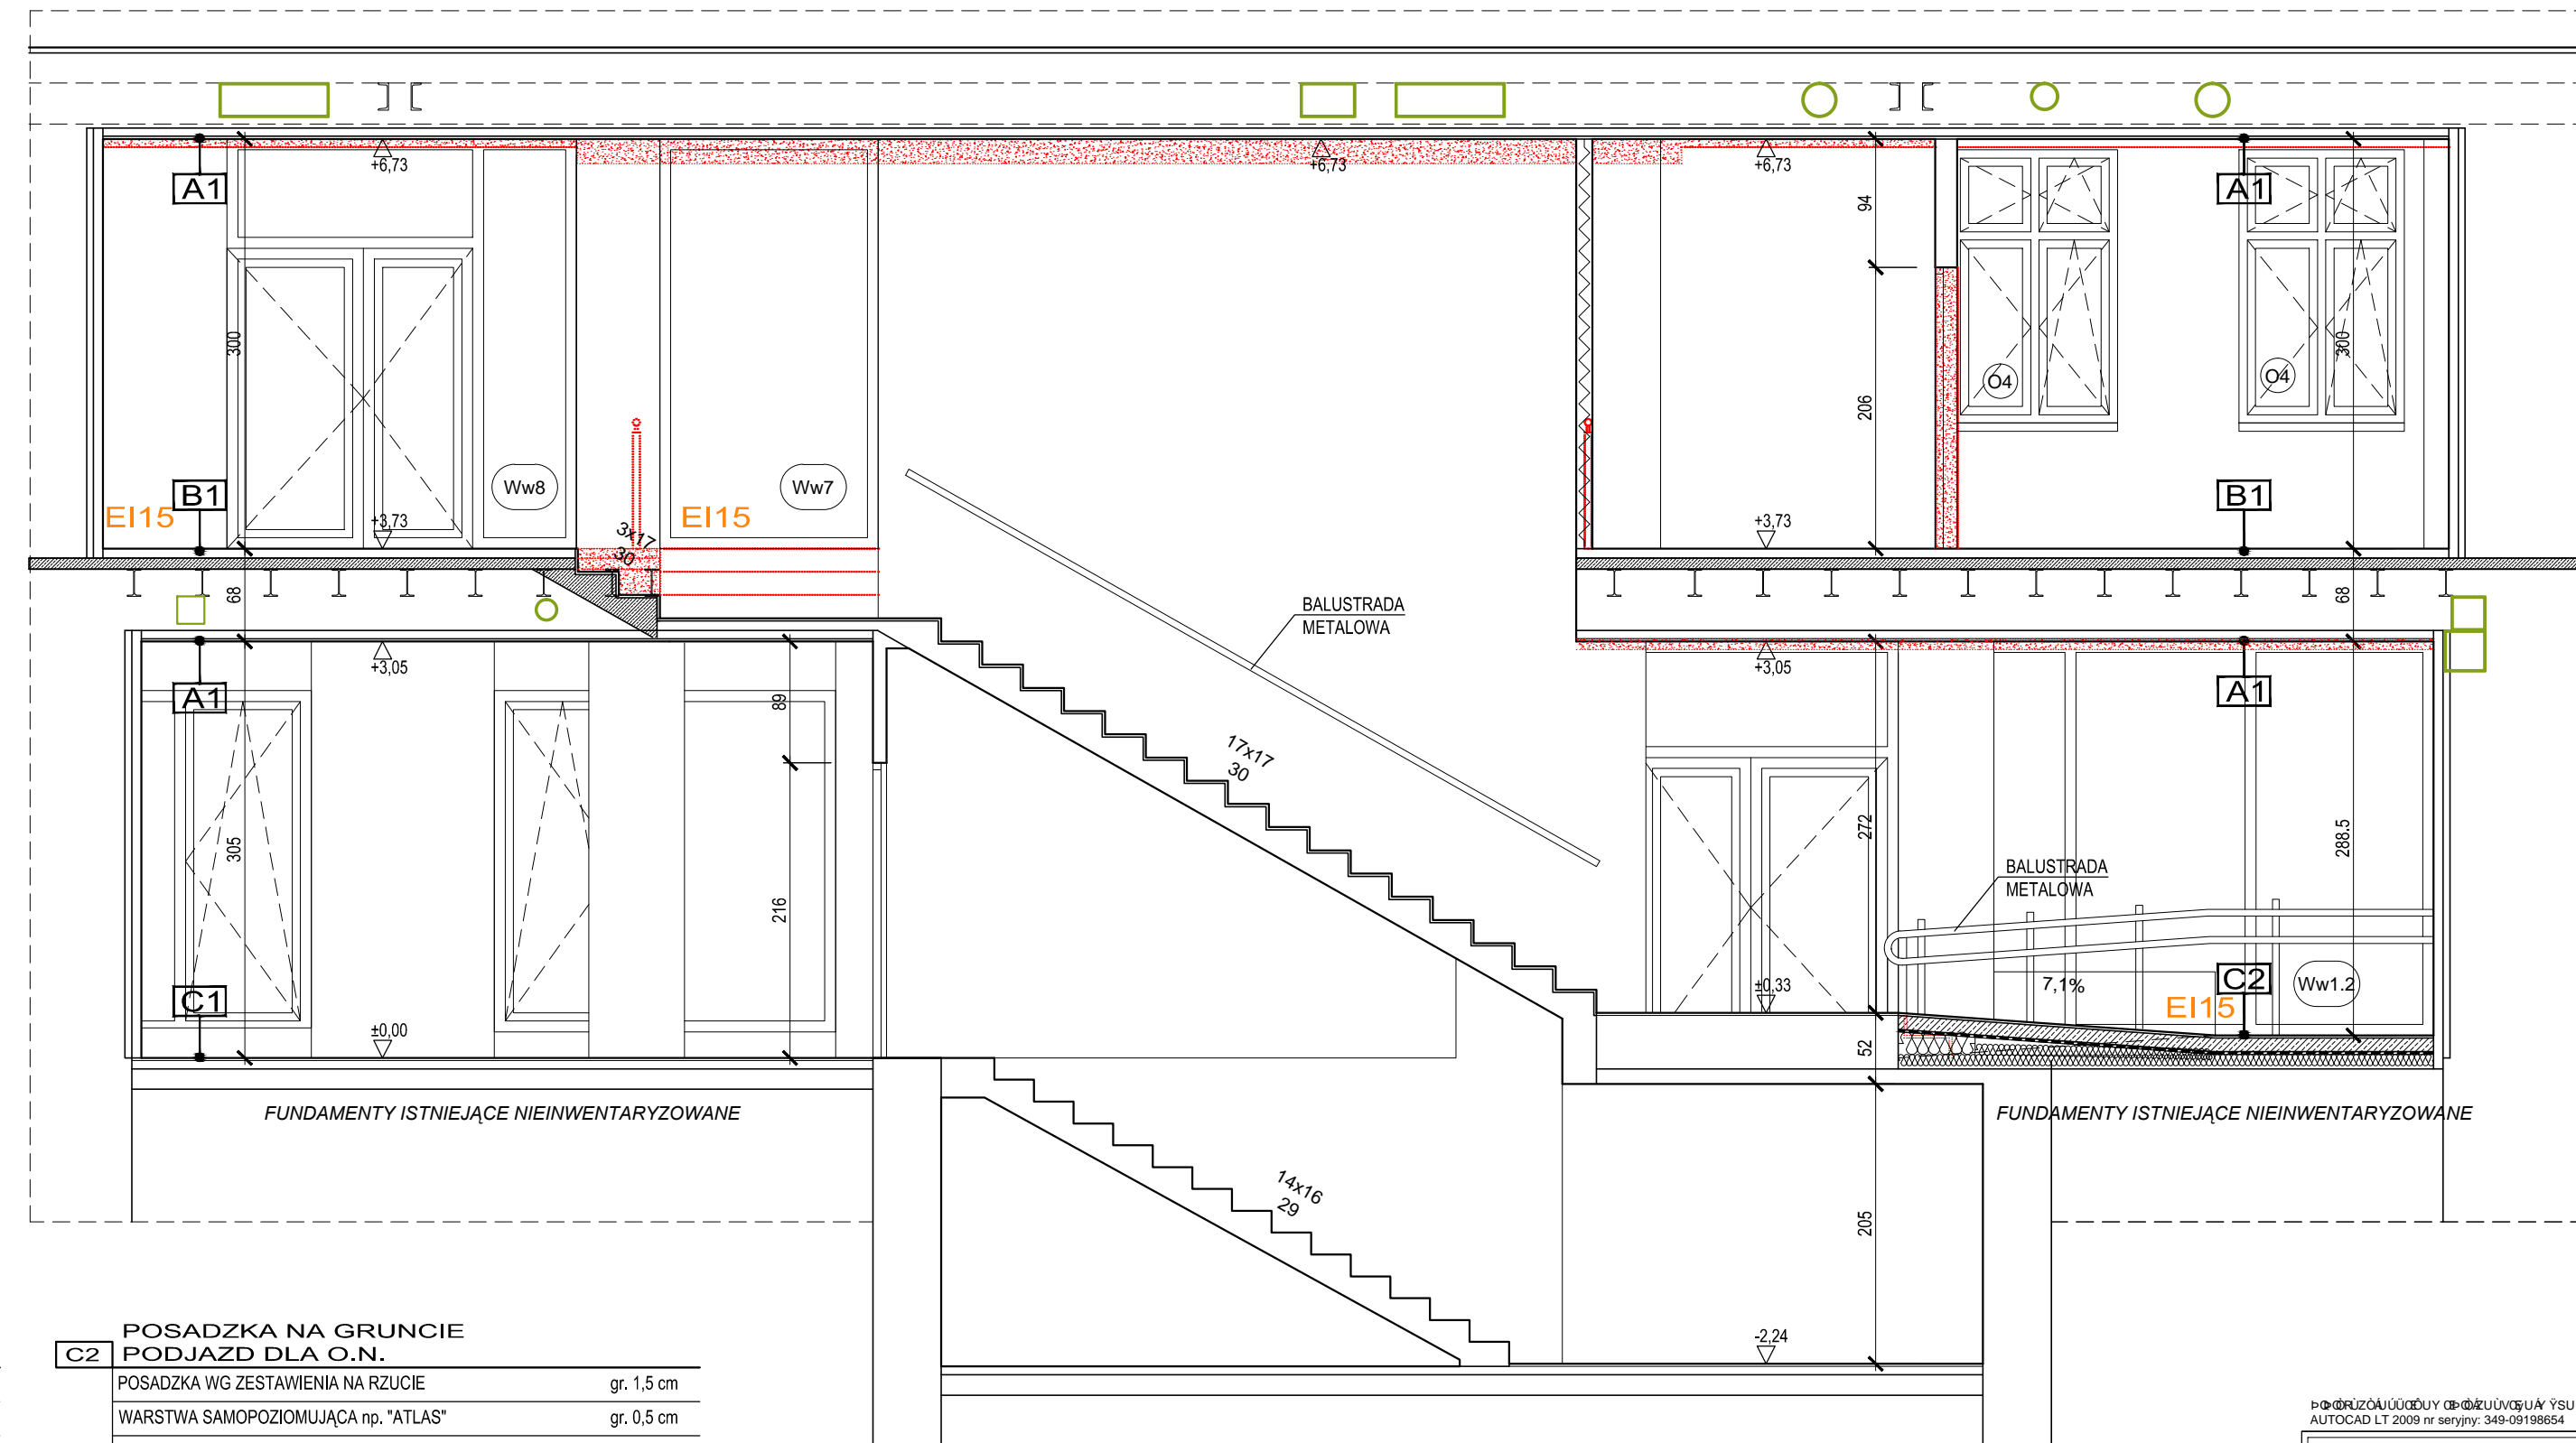 +6,73
+6,73
+6,73
A1
A1
94
300
206
300
O4
O4
Ww8
Ww7
B1
B1
EI15
EI15
+3,73
+3,73
3x17
30
68
68
BALUSTRADA
METALOWA
+3,05
+3,05
A1
A1
89
17x17
30
305
216
272
288.5
BALUSTRADA
METALOWA
C1
±0,33
7,1%
C2
Ww1.2
EI15
±0,00
52
FUNDAMENTY ISTNIEJĄCE NIEINWENTARYZOWANE
FUNDAMENTY ISTNIEJĄCE NIEINWENTARYZOWANE
14x16
29
205
-2,24
POSADZKA NA GRUNCIE
C2 PODJAZD DLA O.N.
POSADZKA WG ZESTAWIENIA NA RZUCIE gr. 1,5 cm
WARSTWA SAMOPOZIOMUJĄCA np. "ATLAS" gr. 0,5 cm
AUTOCAD LT 2009 nr seryjny: 349-09198654